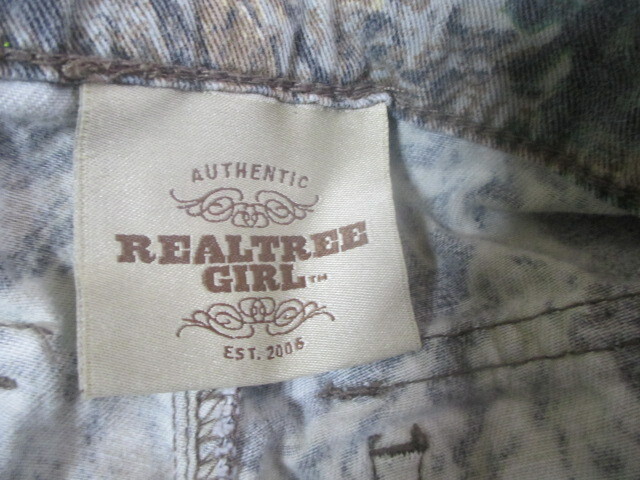 AUTHENTIC
REALTREE
GIRL™
EST. 2006